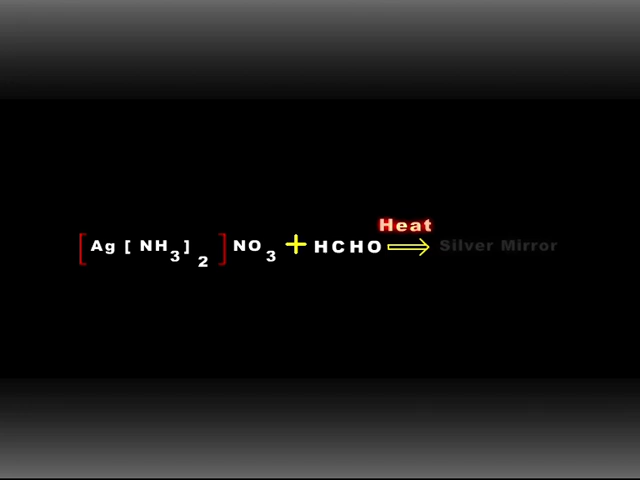 Heat
[ Ag [ NH3 ]2 ] NO3 + HCHO ⇒ Silver Mirror